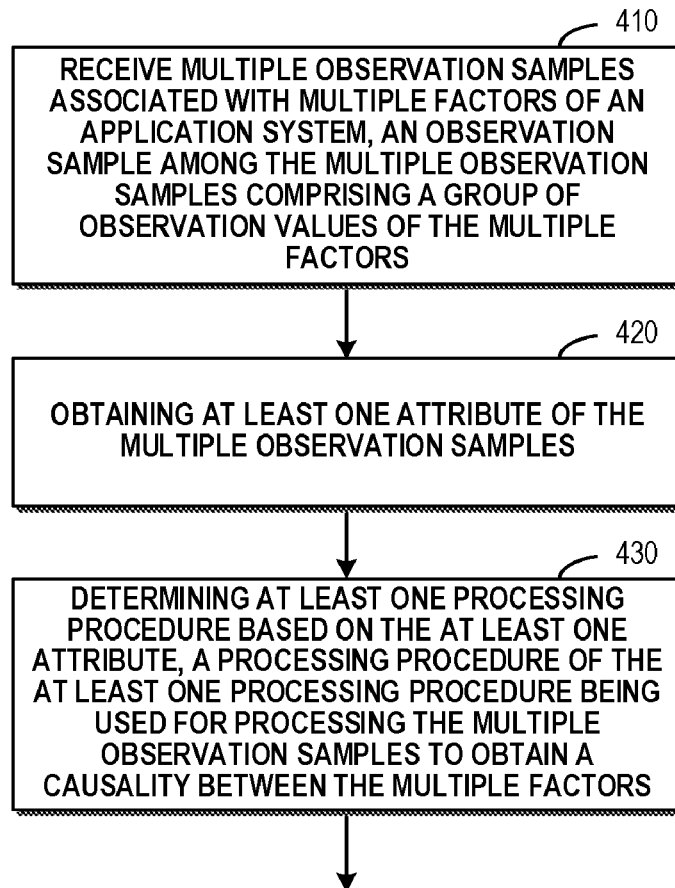 410
RECEIVE MULTIPLE OBSERVATION SAMPLES
ASSOCIATED WITH MULTIPLE FACTORS OF AN
APPLICATION SYSTEM, AN OBSERVATION
SAMPLE AMONG THE MULTIPLE OBSERVATION
SAMPLES COMPRISING A GROUP OF
OBSERVATION VALUES OF THE MULTIPLE
FACTORS
420
OBTAINING AT LEAST ONE ATTRIBUTE OF THE
MULTIPLE OBSERVATION SAMPLES
430
DETERMINING AT LEAST ONE PROCESSING
PROCEDURE BASED ON THE AT LEAST ONE
ATTRIBUTE, A PROCESSING PROCEDURE OF THE
AT LEAST ONE PROCESSING PROCEDURE BEING
USED FOR PROCESSING THE MULTIPLE
OBSERVATION SAMPLES TO OBTAIN A
CAUSALITY BETWEEN THE MULTIPLE FACTORS